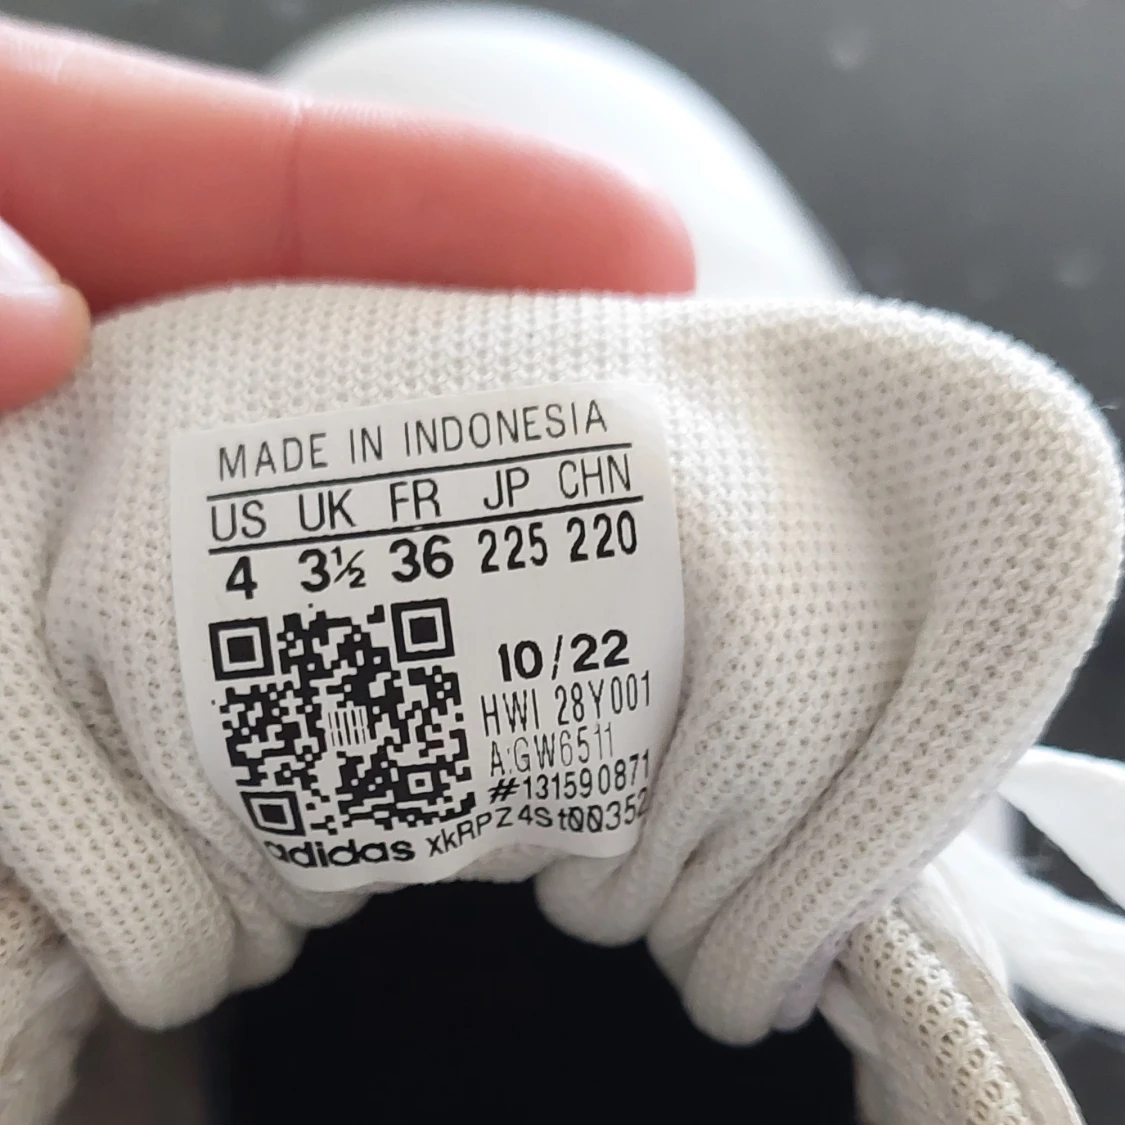 MADE IN INDONESIA
US UK FR JP CHN
4 3½ 36 225 220
10/22
HWI 28Y001
A:GW6511
#131590871
adidas xkRPZ4St00352